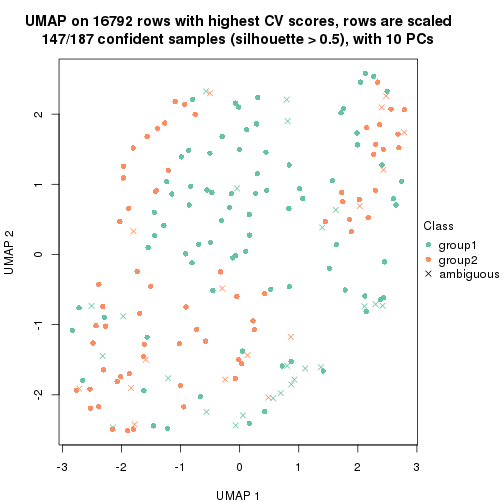 UMAP on 16792 rows with highest CV scores, rows are scaled
147/187 confident samples (silhouette > 0.5), with 10 PCs
Class
group1
group2
ambiguous
UMAP 2
2
1
0
-1
-2
-3
-2
-1
0
1
2
3
UMAP 1